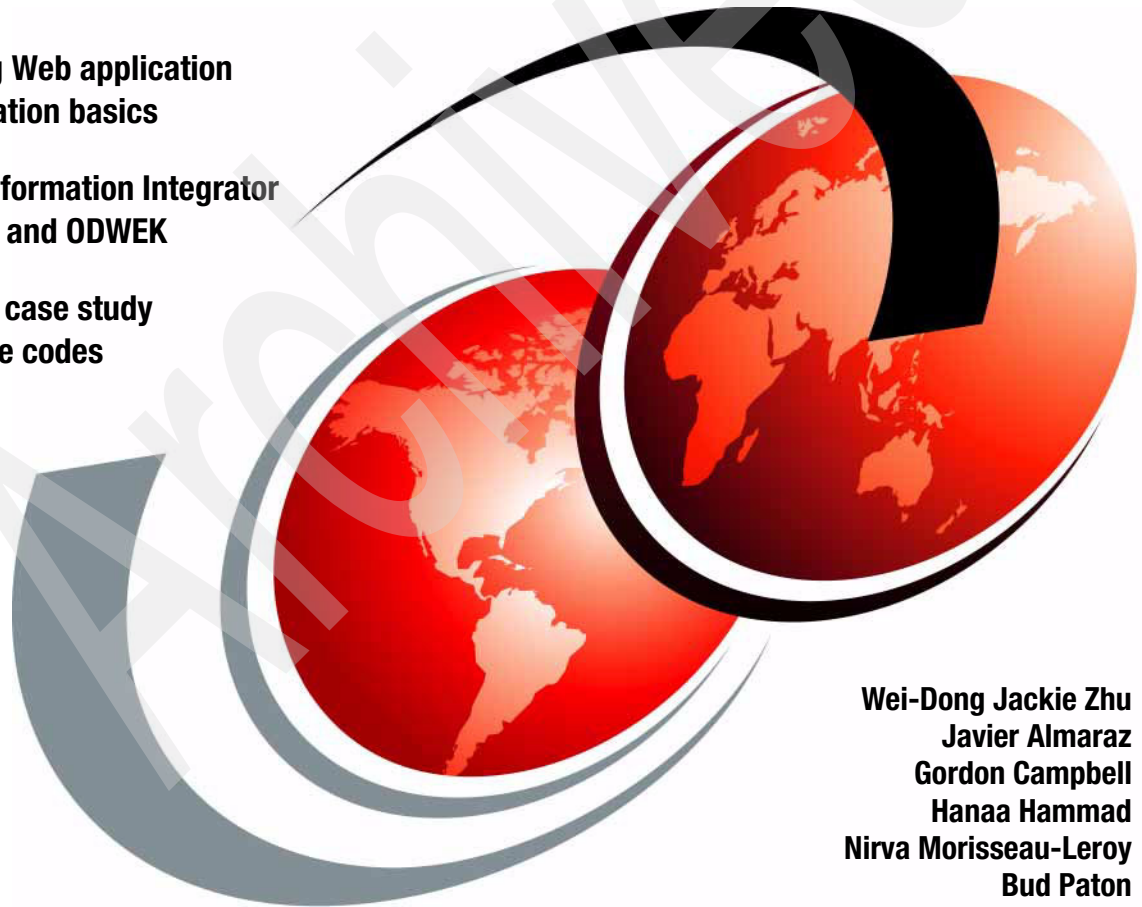 g Web application
ation basics
formation Integrator
and ODWEK
case study
e codes
Archived
Wei-Dong Jackie Zhu
Javier Almaraz
Gordon Campbell
Hanaa Hammad
Nirva Morisseau-Leroy
Bud Paton